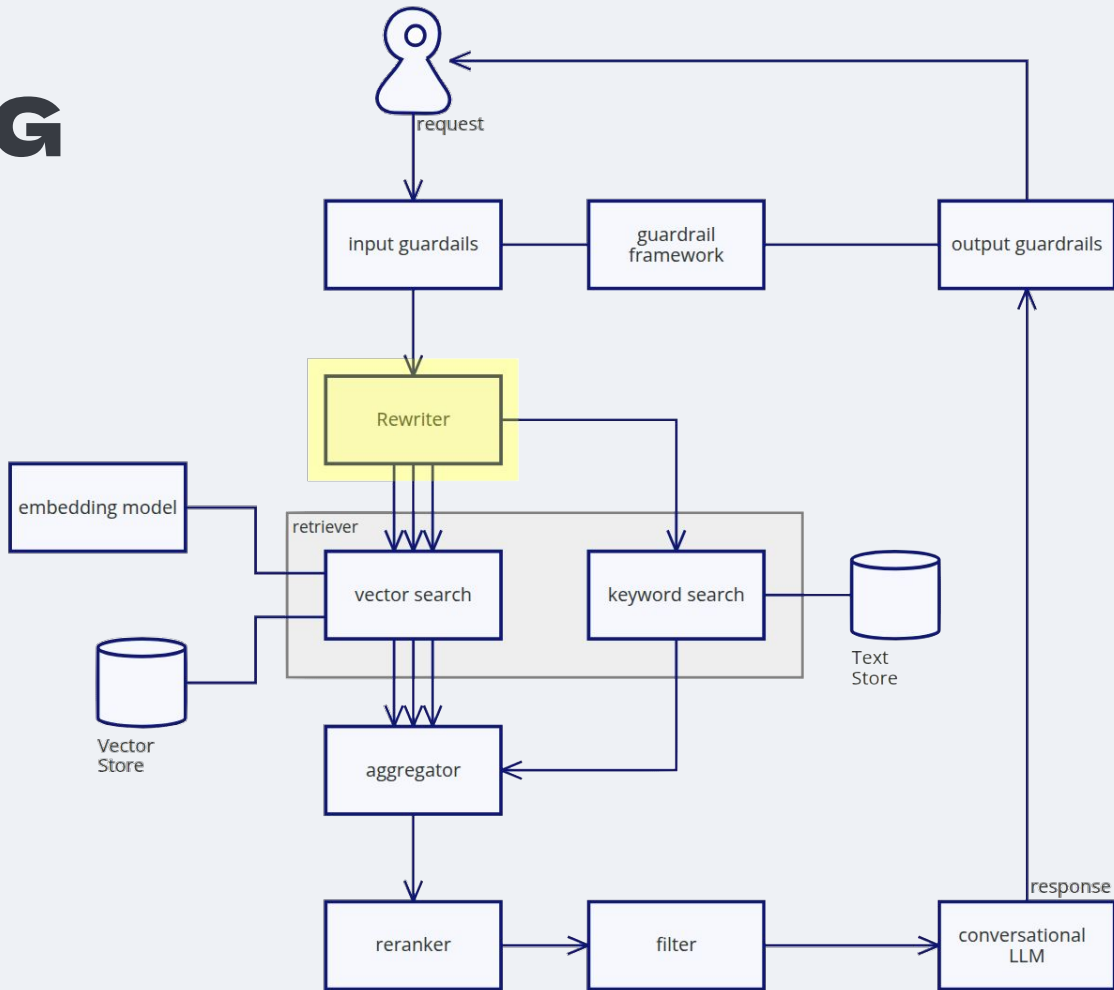 G
request
input guardails
guardrail
framework
output guardrails
Rewriter
embedding model
retriever
vector search
keyword search
Text
Store
Vector
Store
aggregator
response
reranker
filter
conversational
LLM